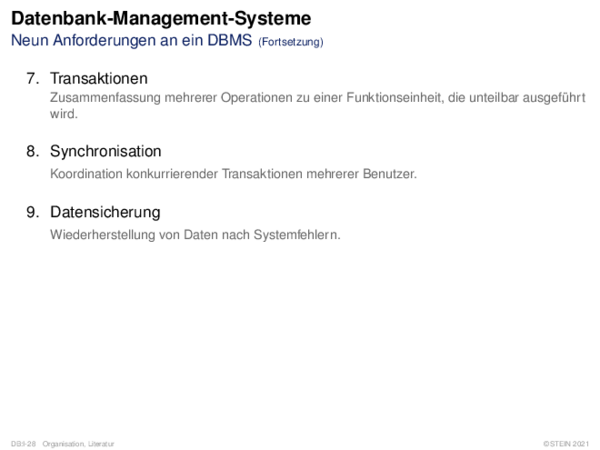 Datenbank-Management-Systeme
Neun Anforderungen an ein DBMS (Fortsetzung)
7. Transaktionen
Zusammenfassung mehrerer Operationen zu einer Funktionseinheit, die unteilbar ausgeführt
wird.
8. Synchronisation
Koordination konkurrierender Transaktionen mehrerer Benutzer.
9. Datensicherung
Wiederherstellung von Daten nach Systemfehlern.
DB:I-28 Organisation, Literatur
©STEIN 2021